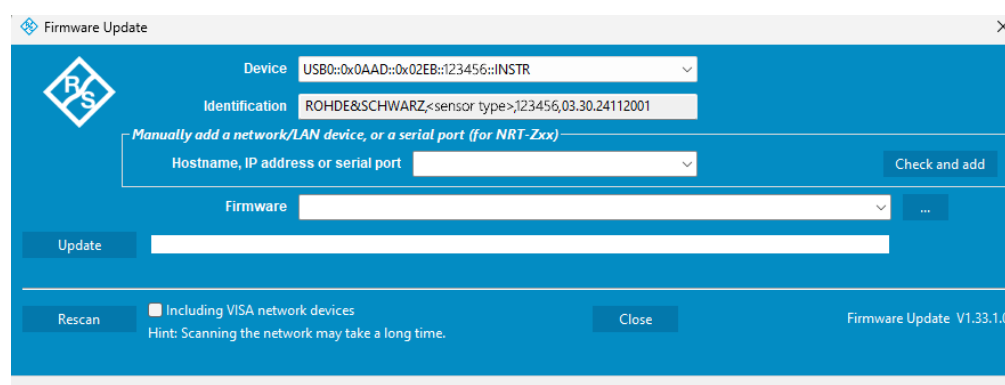 Firmware Update
R S
Device USB0::0x0AAD::0x02EB::123456::INSTR
Identification ROHDE&SCHWARZ,<sensor type>,123456,03.30.24112001
Manually add a network/LAN device, or a serial port (for NRT-Zxx)
Hostname, IP address or serial port Check and add
Firmware ...
Update
Rescan Including VISA network devices Close Firmware Update V1.33.1.
Hint: Scanning the network may take a long time.